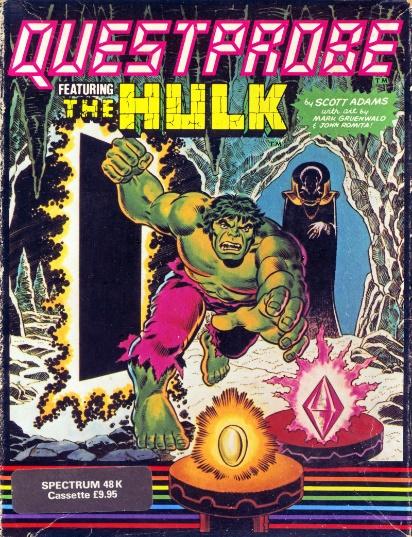 QUESTPROBE
TM
FEATURING
THE HULK
TM
by SCOTT ADAMS
with art by
MARK GRUENWALD
& JOHN ROMITA!
SPECTRUM 48K
Cassette £9.95